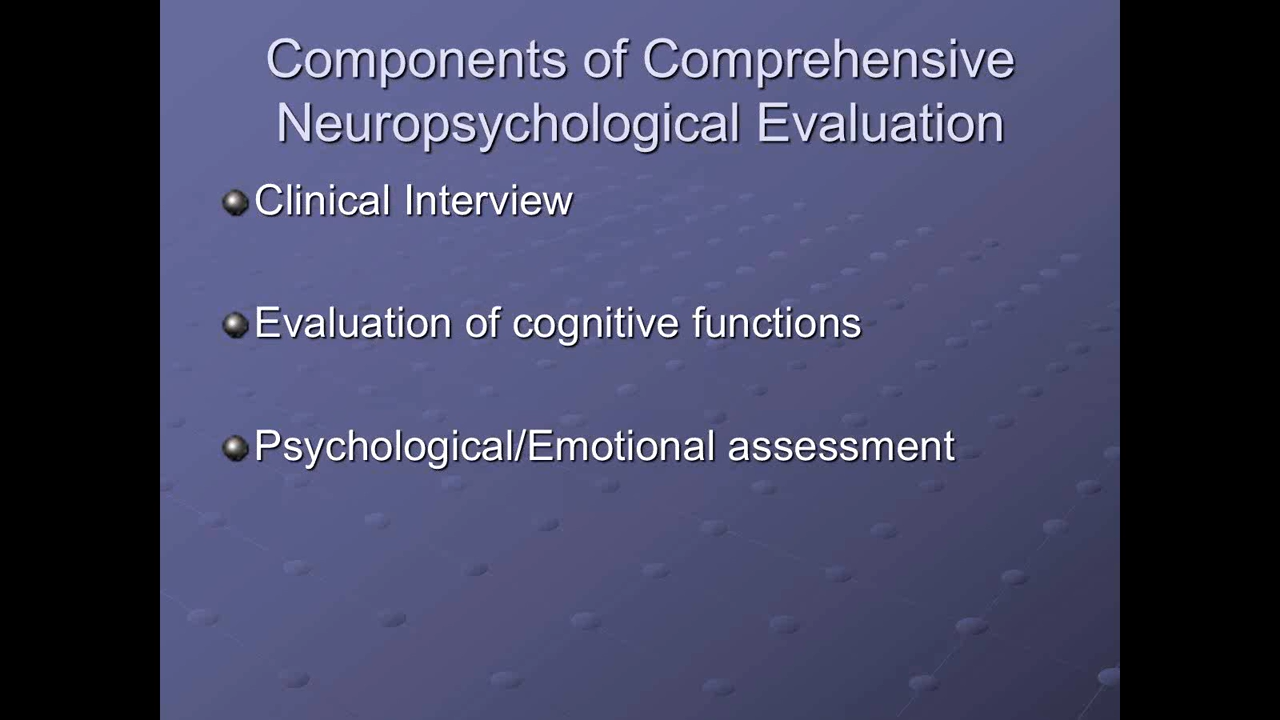 Components of Comprehensive
Neuropsychological Evaluation
Clinical Interview
Evaluation of cognitive functions
Psychological/Emotional assessment